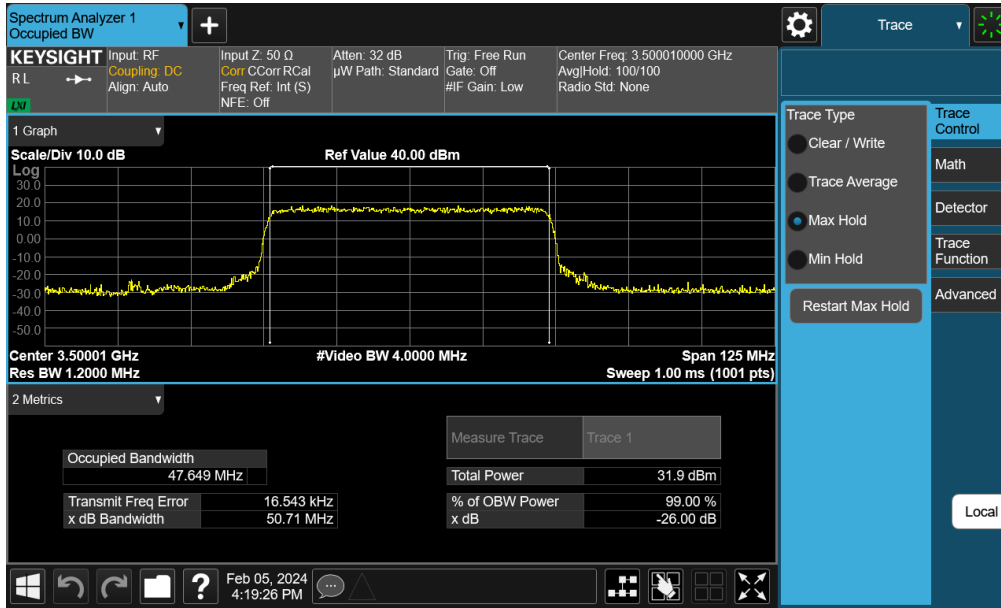 Spectrum Analyzer 1
Occupied BW
Trace
KEYSIGHT
R L
LXI
Input: RF
Coupling: DC
Align: Auto
Input Z: 50 Ω
Corr CCorr RCal
Freq Ref: Int (S)
NFE: Off
Atten: 32 dB
µW Path: Standard
Trig: Free Run
Gate: Off
#IF Gain: Low
Center Freq: 3.500010000 GHz
Avg|Hold: 100/100
Radio Std: None
1 Graph
Scale/Div 10.0 dB
Ref Value 40.00 dBm
Log
30.0
20.0
10.0
0.00
-10.0
-20.0
-30.0
-40.0
-50.0
Center 3.50001 GHz
#Video BW 4.0000 MHz
Span 125 MHz
Res BW 1.2000 MHz
Sweep 1.00 ms (1001 pts)
2 Metrics
Measure Trace
Trace 1
Occupied Bandwidth
47.649 MHz
Total Power
31.9 dBm
Transmit Freq Error
16.543 kHz
% of OBW Power
99.00 %
x dB Bandwidth
50.71 MHz
x dB
-26.00 dB
Trace Type
Clear / Write
Trace Average
Max Hold
Min Hold
Restart Max Hold
Trace
Control
Math
Detector
Trace
Function
Advanced
Local
?
Feb 05, 2024
4:19:26 PM